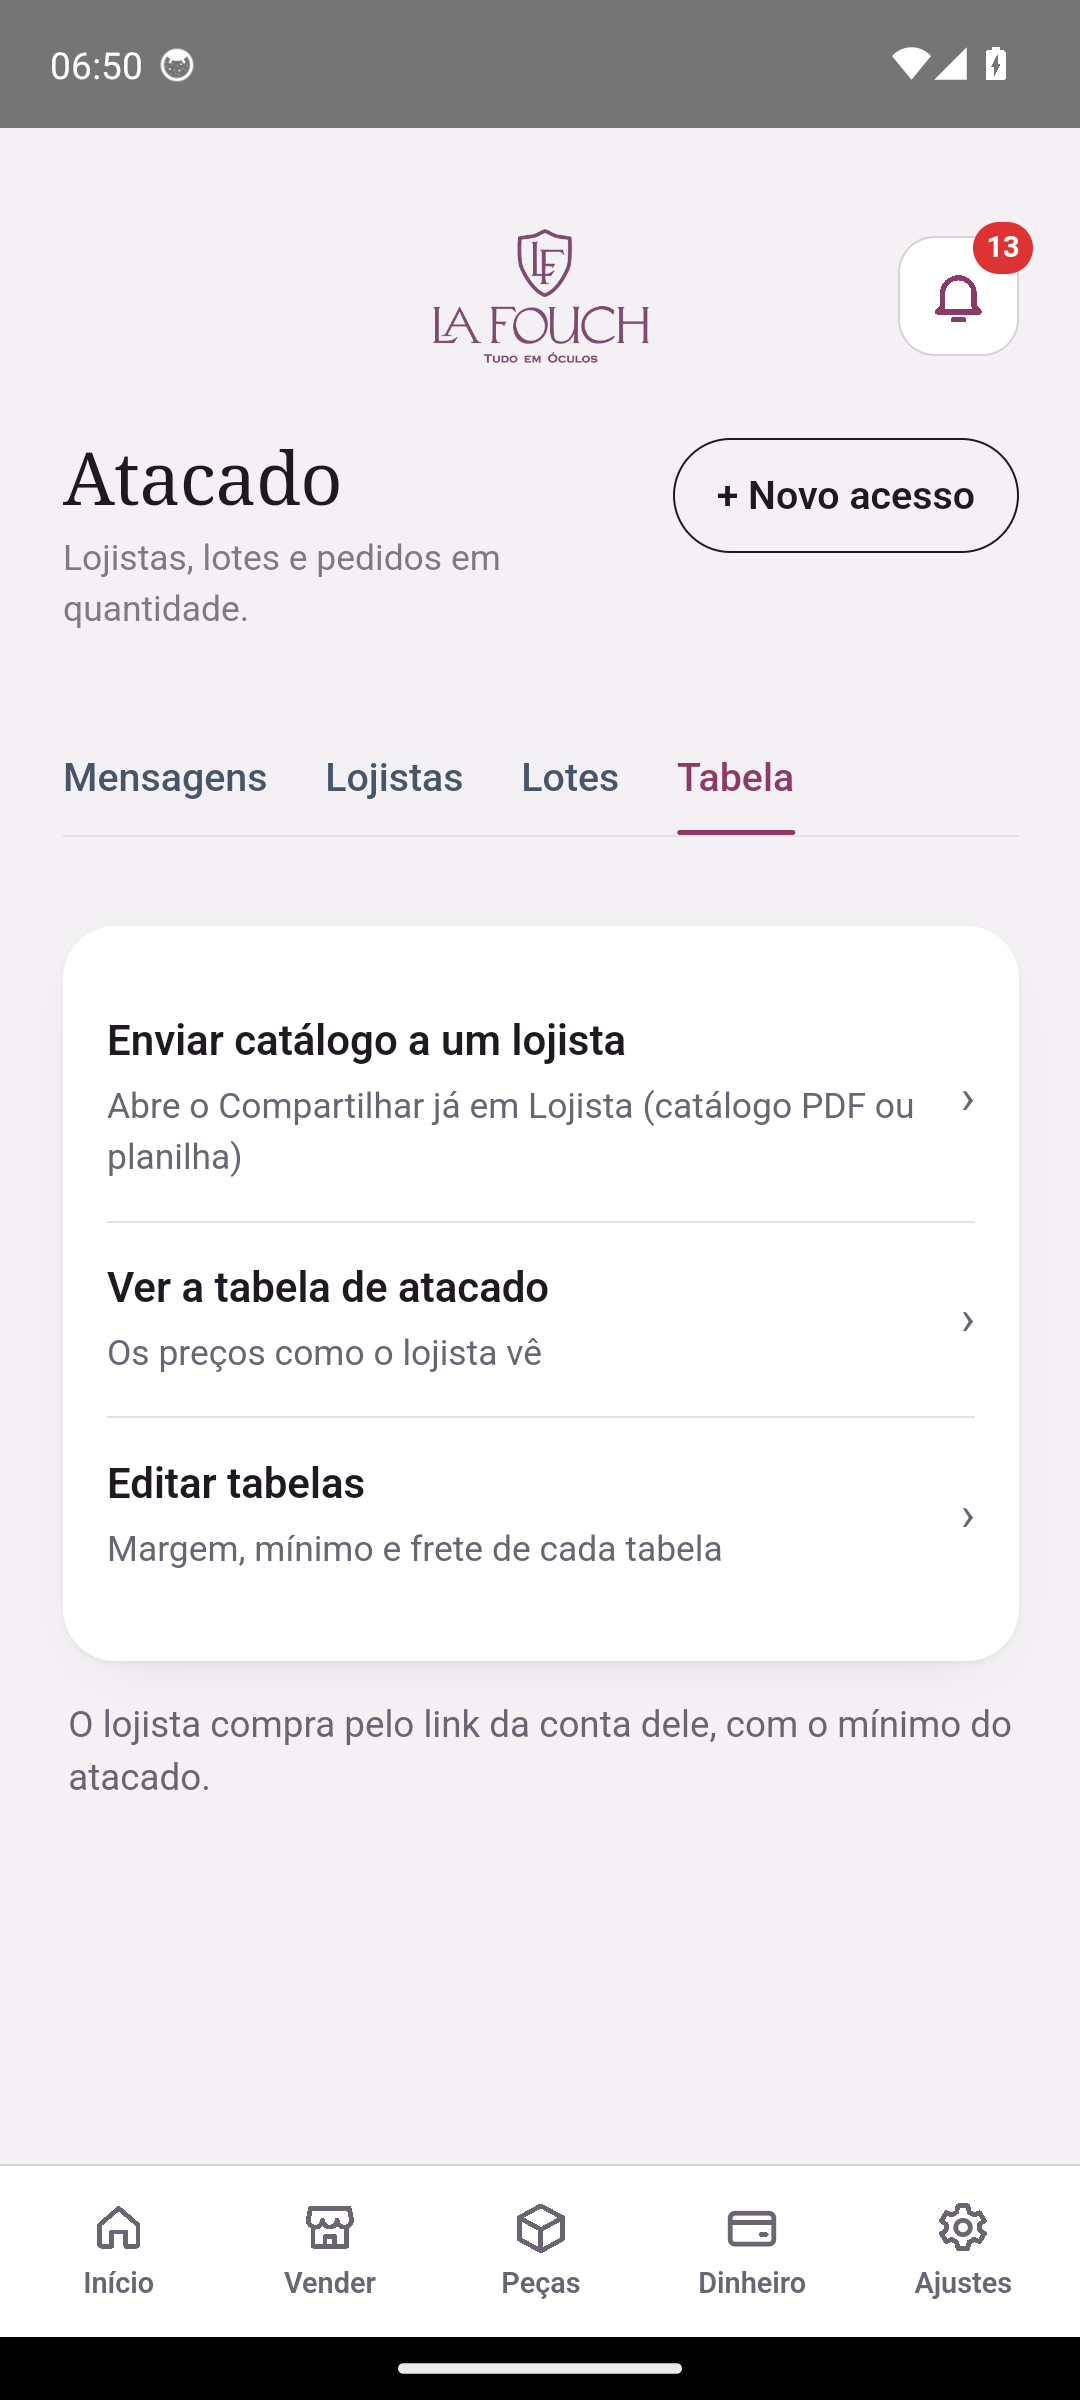 06:50
LF
LA FOUCH
TUDO EM ÓCULOS
13
Atacado
+ Novo acesso
Lojistas, lotes e pedidos em
quantidade.
Mensagens
Lojistas
Lotes
Tabela
Enviar catálogo a um lojista
Abre o Compartilhar já em Lojista (catálogo PDF ou
planilha)
›
Ver a tabela de atacado
Os preços como o lojista vê
›
Editar tabelas
Margem, mínimo e frete de cada tabela
›
O lojista compra pelo link da conta dele, com o mínimo do
atacado.
Início
Vender
Peças
Dinheiro
Ajustes